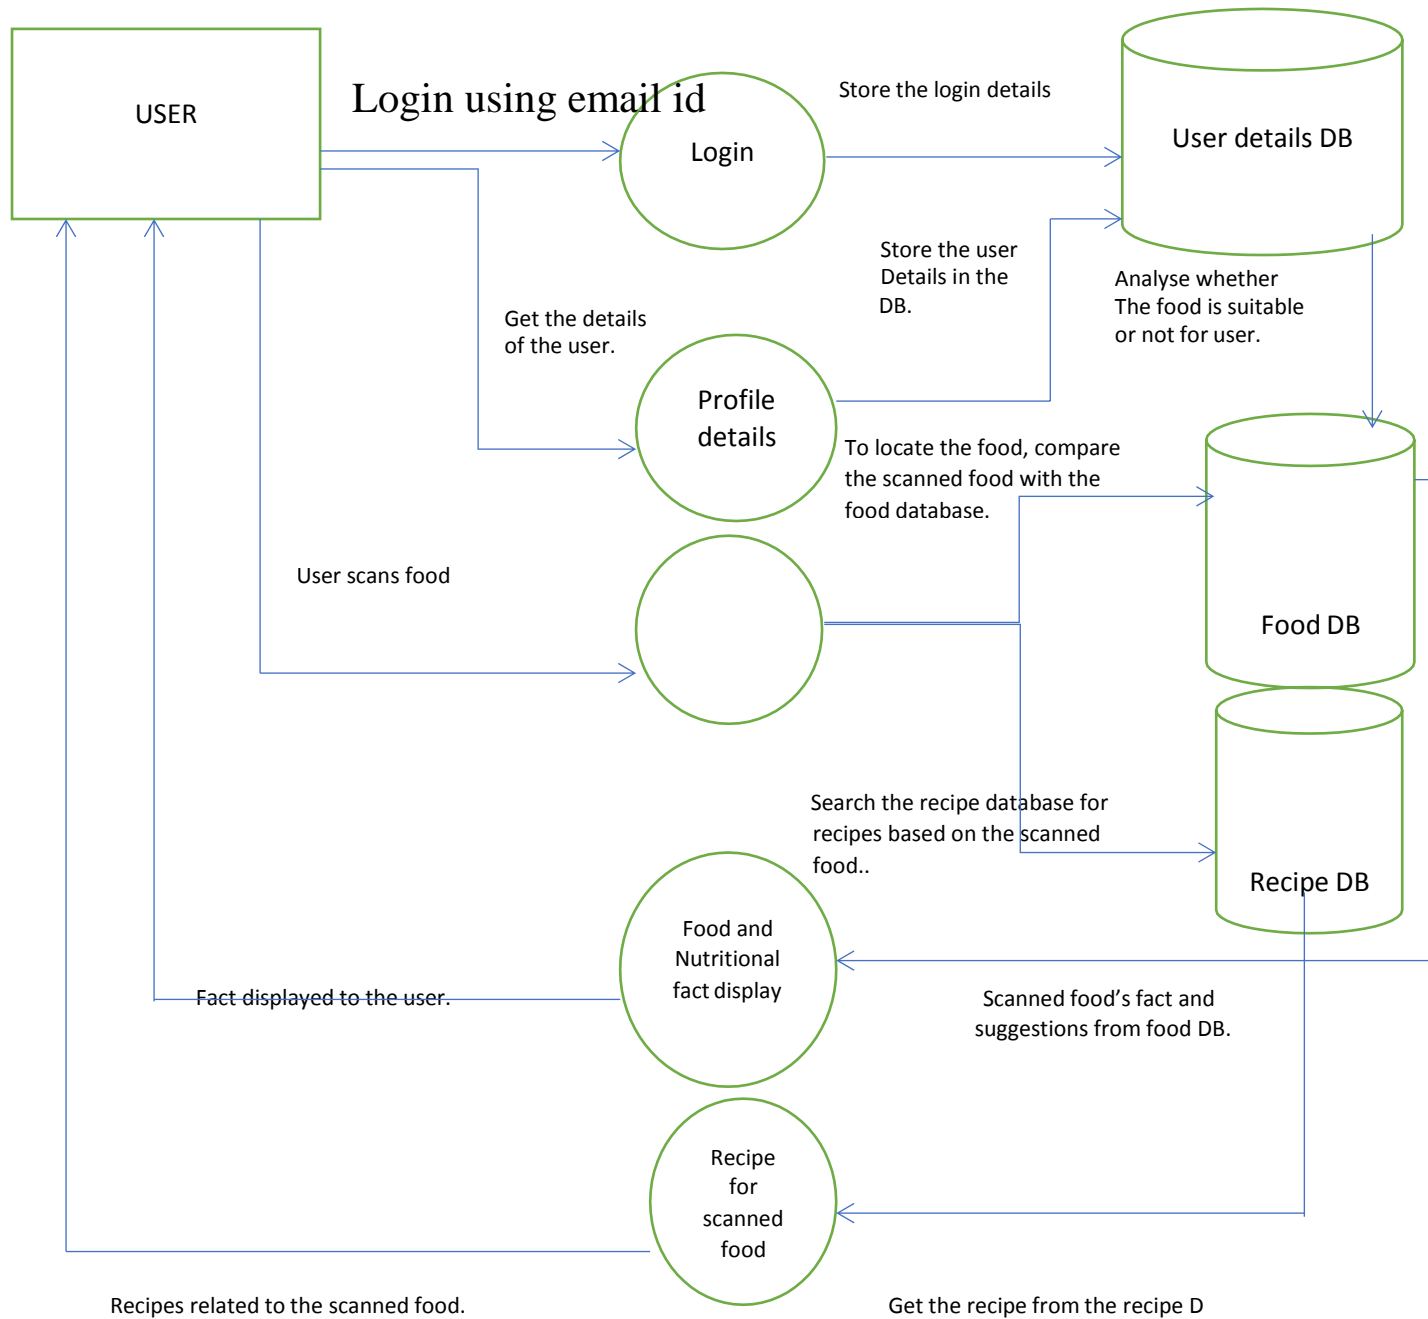 USER
Login using email id
Login
Store the login details
User details DB
Store the user
Details in the
DB.
Analyse whether
The food is suitable
or not for user.
Get the details
of the user.
Profile
details
To locate the food, compare
the scanned food with the
food database.
User scans food
Food DB
Search the recipe database for
recipes based on the scanned
food..
Recipe DB
Food and
Nutritional
fact display
Fact displayed to the user.
Scanned food’s fact and
suggestions from food DB.
Recipe
for
scanned
food
Recipes related to the scanned food.
Get the recipe from the recipe D